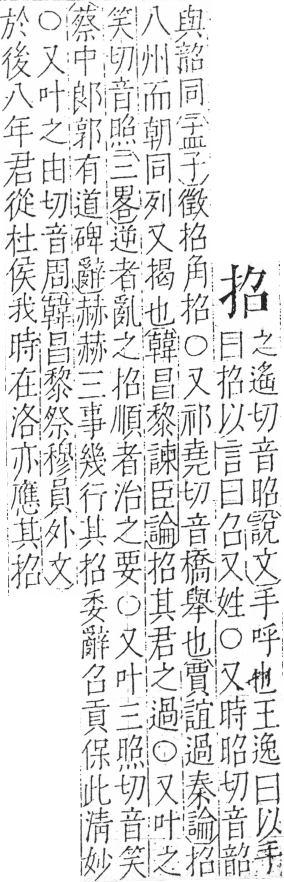 招
之遙切音昭說文手呼也王逸曰以手
曰招以言曰召又姓○又時昭切音韶
與韶同孟子徵招角招○又祁堯切音橋舉也賈誼過秦論招
八州而朝同列又揭也韓昌黎諫臣論招其君之過○又叶之
笑切音照三畧逆者亂之招順者治之要○又叶三照切音笑
蔡中郎郭有道碑辭赫赫三事幾行其招委辭召貢保此清妙
○又叶之由切音周韓昌黎祭穆員外文
於後八年君從杜侯我時在洛亦應其招